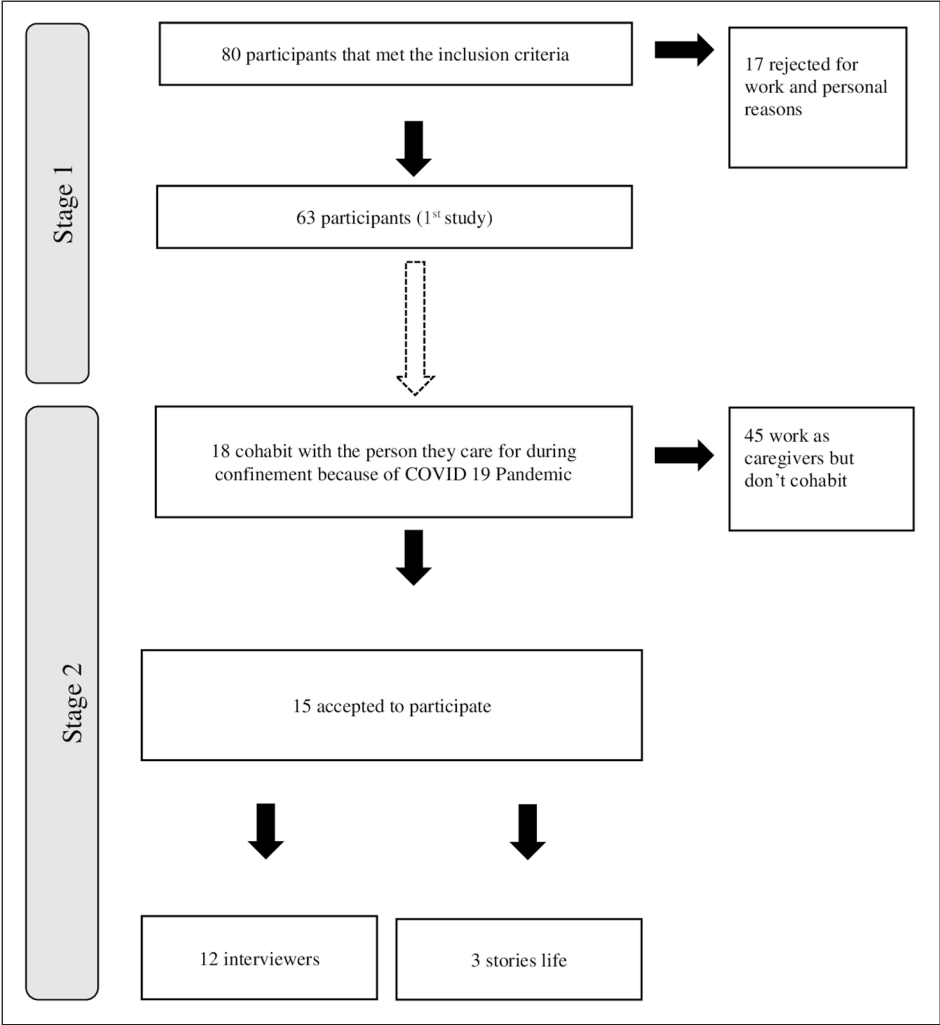 Stage 1
80 participants that met the inclusion criteria
17 rejected for
work and personal
reasons
63 participants (1st study)
Stage 2
18 cohabit with the person they care for during
confinement because of COVID 19 Pandemic
45 work as
caregivers but
don’t cohabit
15 accepted to participate
12 interviewers
3 stories life